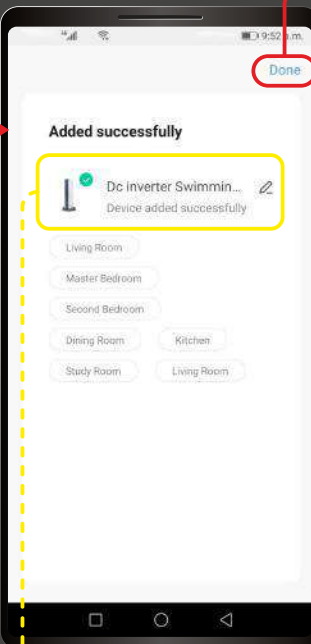 9:52 p.m.
Done
Added successfully
Dc inverter Swimmin...
Device added successfully
Living Room
Master Bedroom
Second Bedroom
Dining Room Kitchen
Study Room Living Room